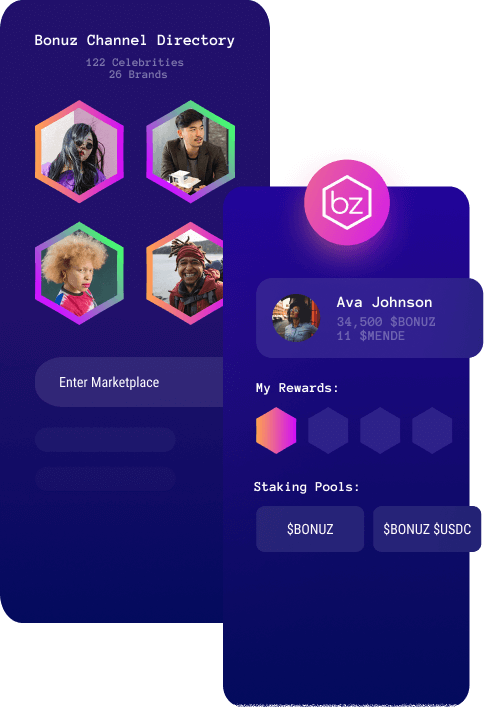 Bonuz Channel Directory
122 Celebrities
26 Brands
Enter Marketplace
bz
Ava Johnson
34,500 $BONUZ
11 $MENDE
My Rewards:
Staking Pools:
$BONUZ
$BONUZ $USDC